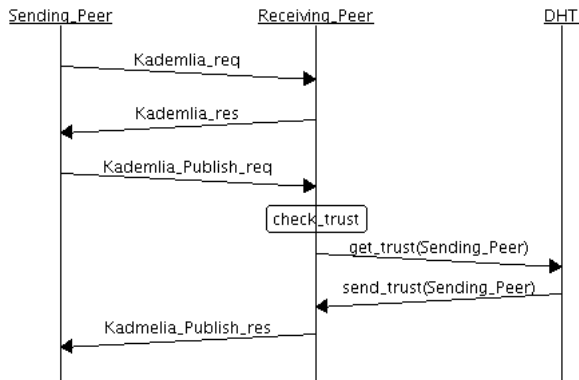 Sending_Peer Receiving_Peer DHT
Kademlia_req
Kademlia_res
Kademlia_Publish_req
check_trust
get_trust(Sending_Peer)
send_trust(Sending_Peer)
Kadmelia_Publish_res